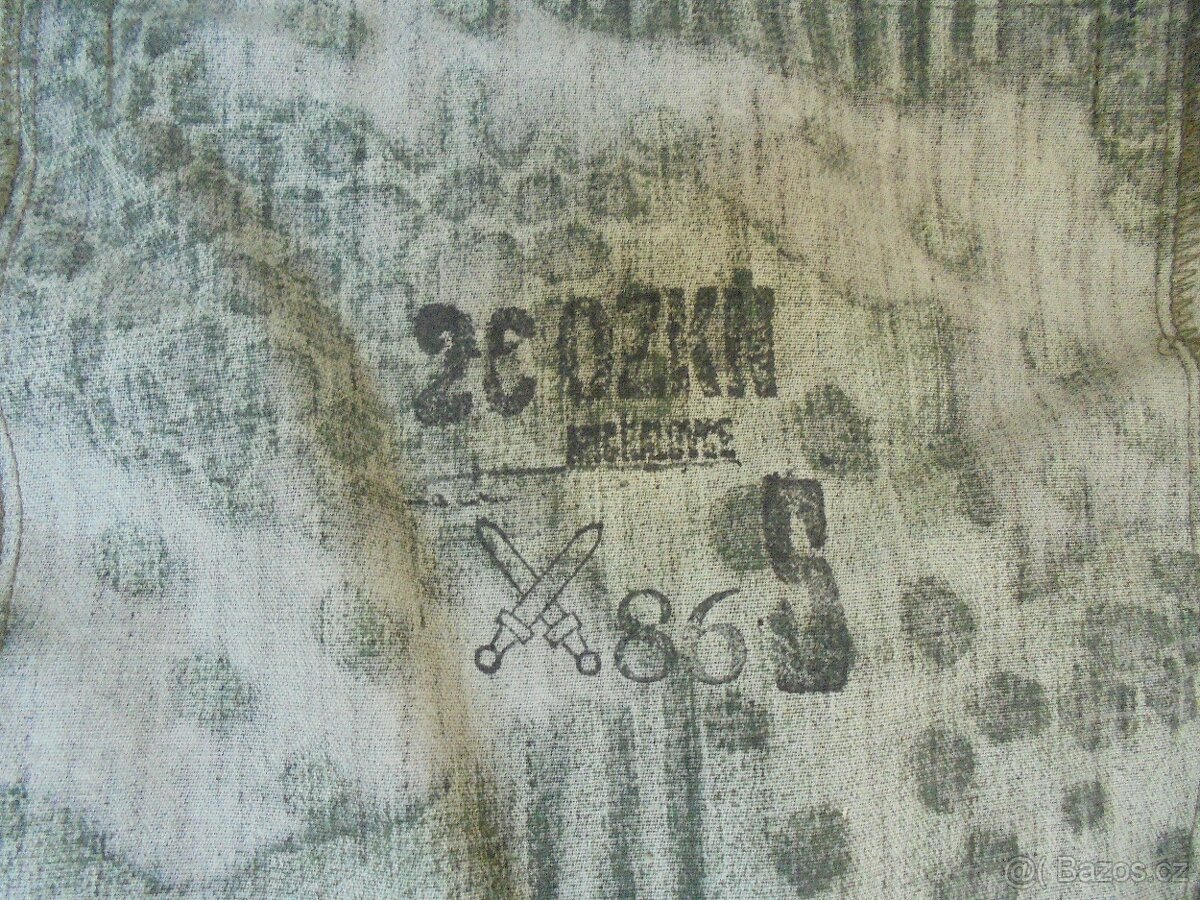 2C OZKN
86 S
@( Bazos.cz